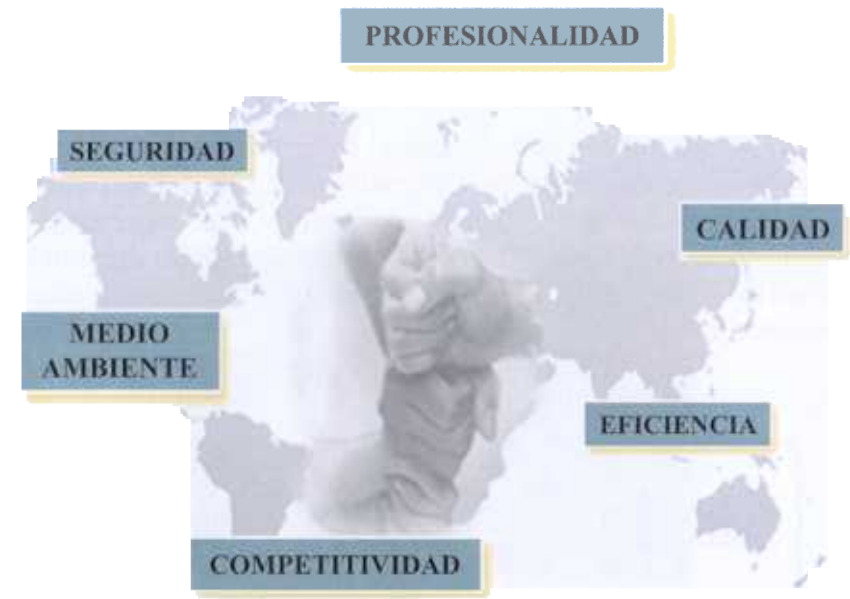 PROFESIONALIDAD
SEGURIDAD
CALIDAD
MEDIO
AMBIENTE
EFICIENCIA
COMPETITIVIDAD